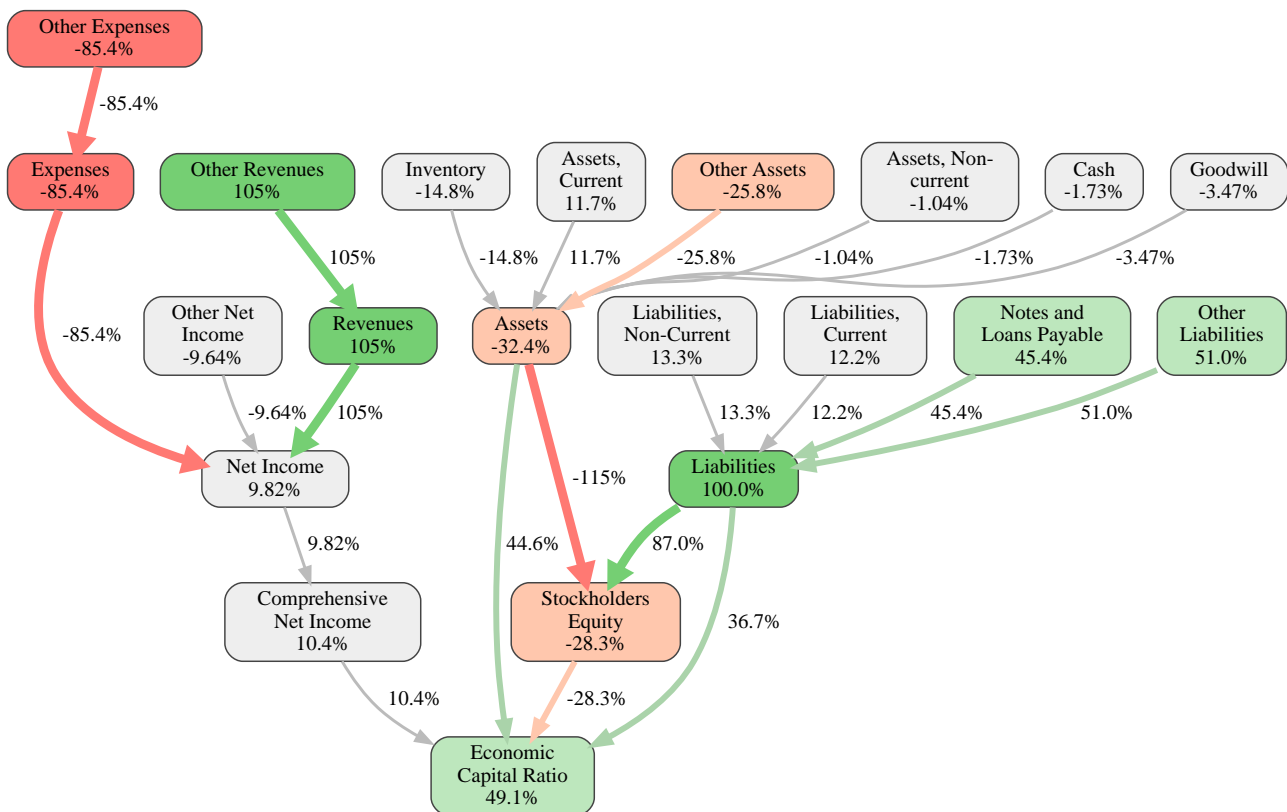 Other Expenses
-85.4%
-85.4%
Expenses
-85.4%
Other Revenues
105%
Inventory
-14.8%
Assets,
Current
11.7%
Other Assets
-25.8%
Assets, Non-
current
-1.04%
Cash
-1.73%
Goodwill
-3.47%
105%
-14.8%
11.7%
-25.8%
-1.04%
-1.73%
-3.47%
-85.4%
Other Net
Income
-9.64%
Revenues
105%
Assets
-32.4%
Liabilities,
Non-Current
13.3%
Liabilities,
Current
12.2%
Notes and
Loans Payable
45.4%
Other
Liabilities
51.0%
-9.64%
105%
13.3%
12.2%
45.4%
51.0%
Net Income
9.82%
-115%
Liabilities
100.0%
9.82%
44.6%
87.0%
Comprehensive
Net Income
10.4%
Stockholders
Equity
-28.3%
36.7%
10.4%
-28.3%
Economic
Capital Ratio
49.1%